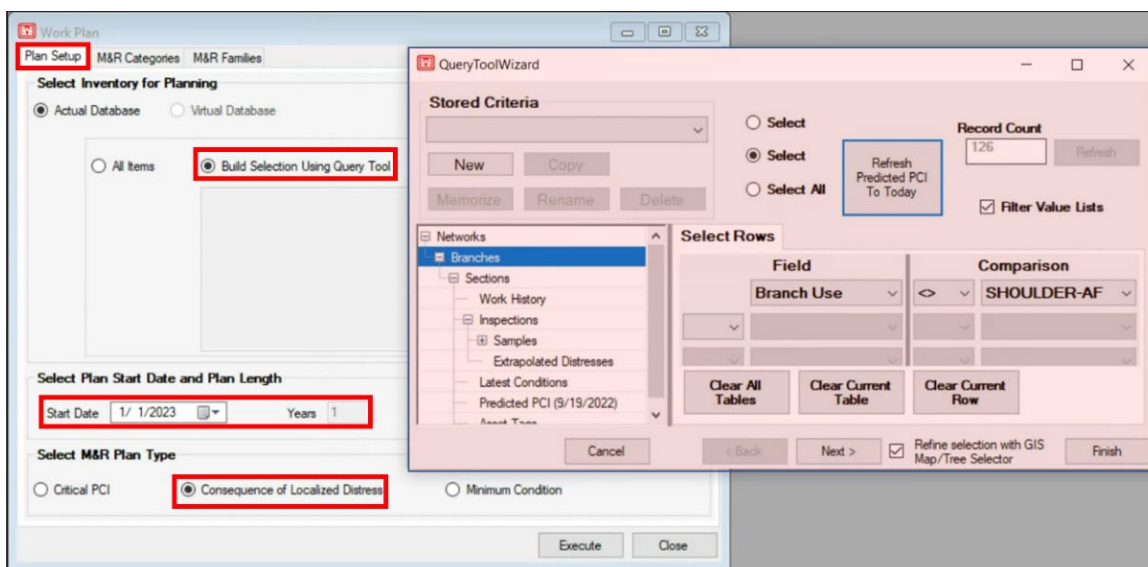 Work Plan
Plan Setup M&R Categories M&R Families
Select Inventory for Planning
Actual Database Virtual Database
All Items Build Selection Using Query Tool
Select Plan Start Date and Plan Length
Start Date 1/ 1/2023 Years 1
Select M&R Plan Type
Critical PCI Consequence of Localized Distress Minimum Condition
Execute Close
QueryToolWizard
Stored Criteria
New Copy
Memorize Rename Delete
Select
Select
Select All
Refresh
Predicted PCI
To Today
Record Count
126 Refresh
Filter Value Lists
Networks
Branches
Sections
Work History
Inspections
Samples
Extrapolated Distresses
Latest Conditions
Predicted PCI (9/19/2022)
Asset Tags
Select Rows
Field Comparison
Branch Use <> SHOULDER-AF
Clear All
Tables
Clear Current
Table
Clear Current
Row
Cancel < Back Next >
Refine selection with GIS
Map/Tree Selector
Finish